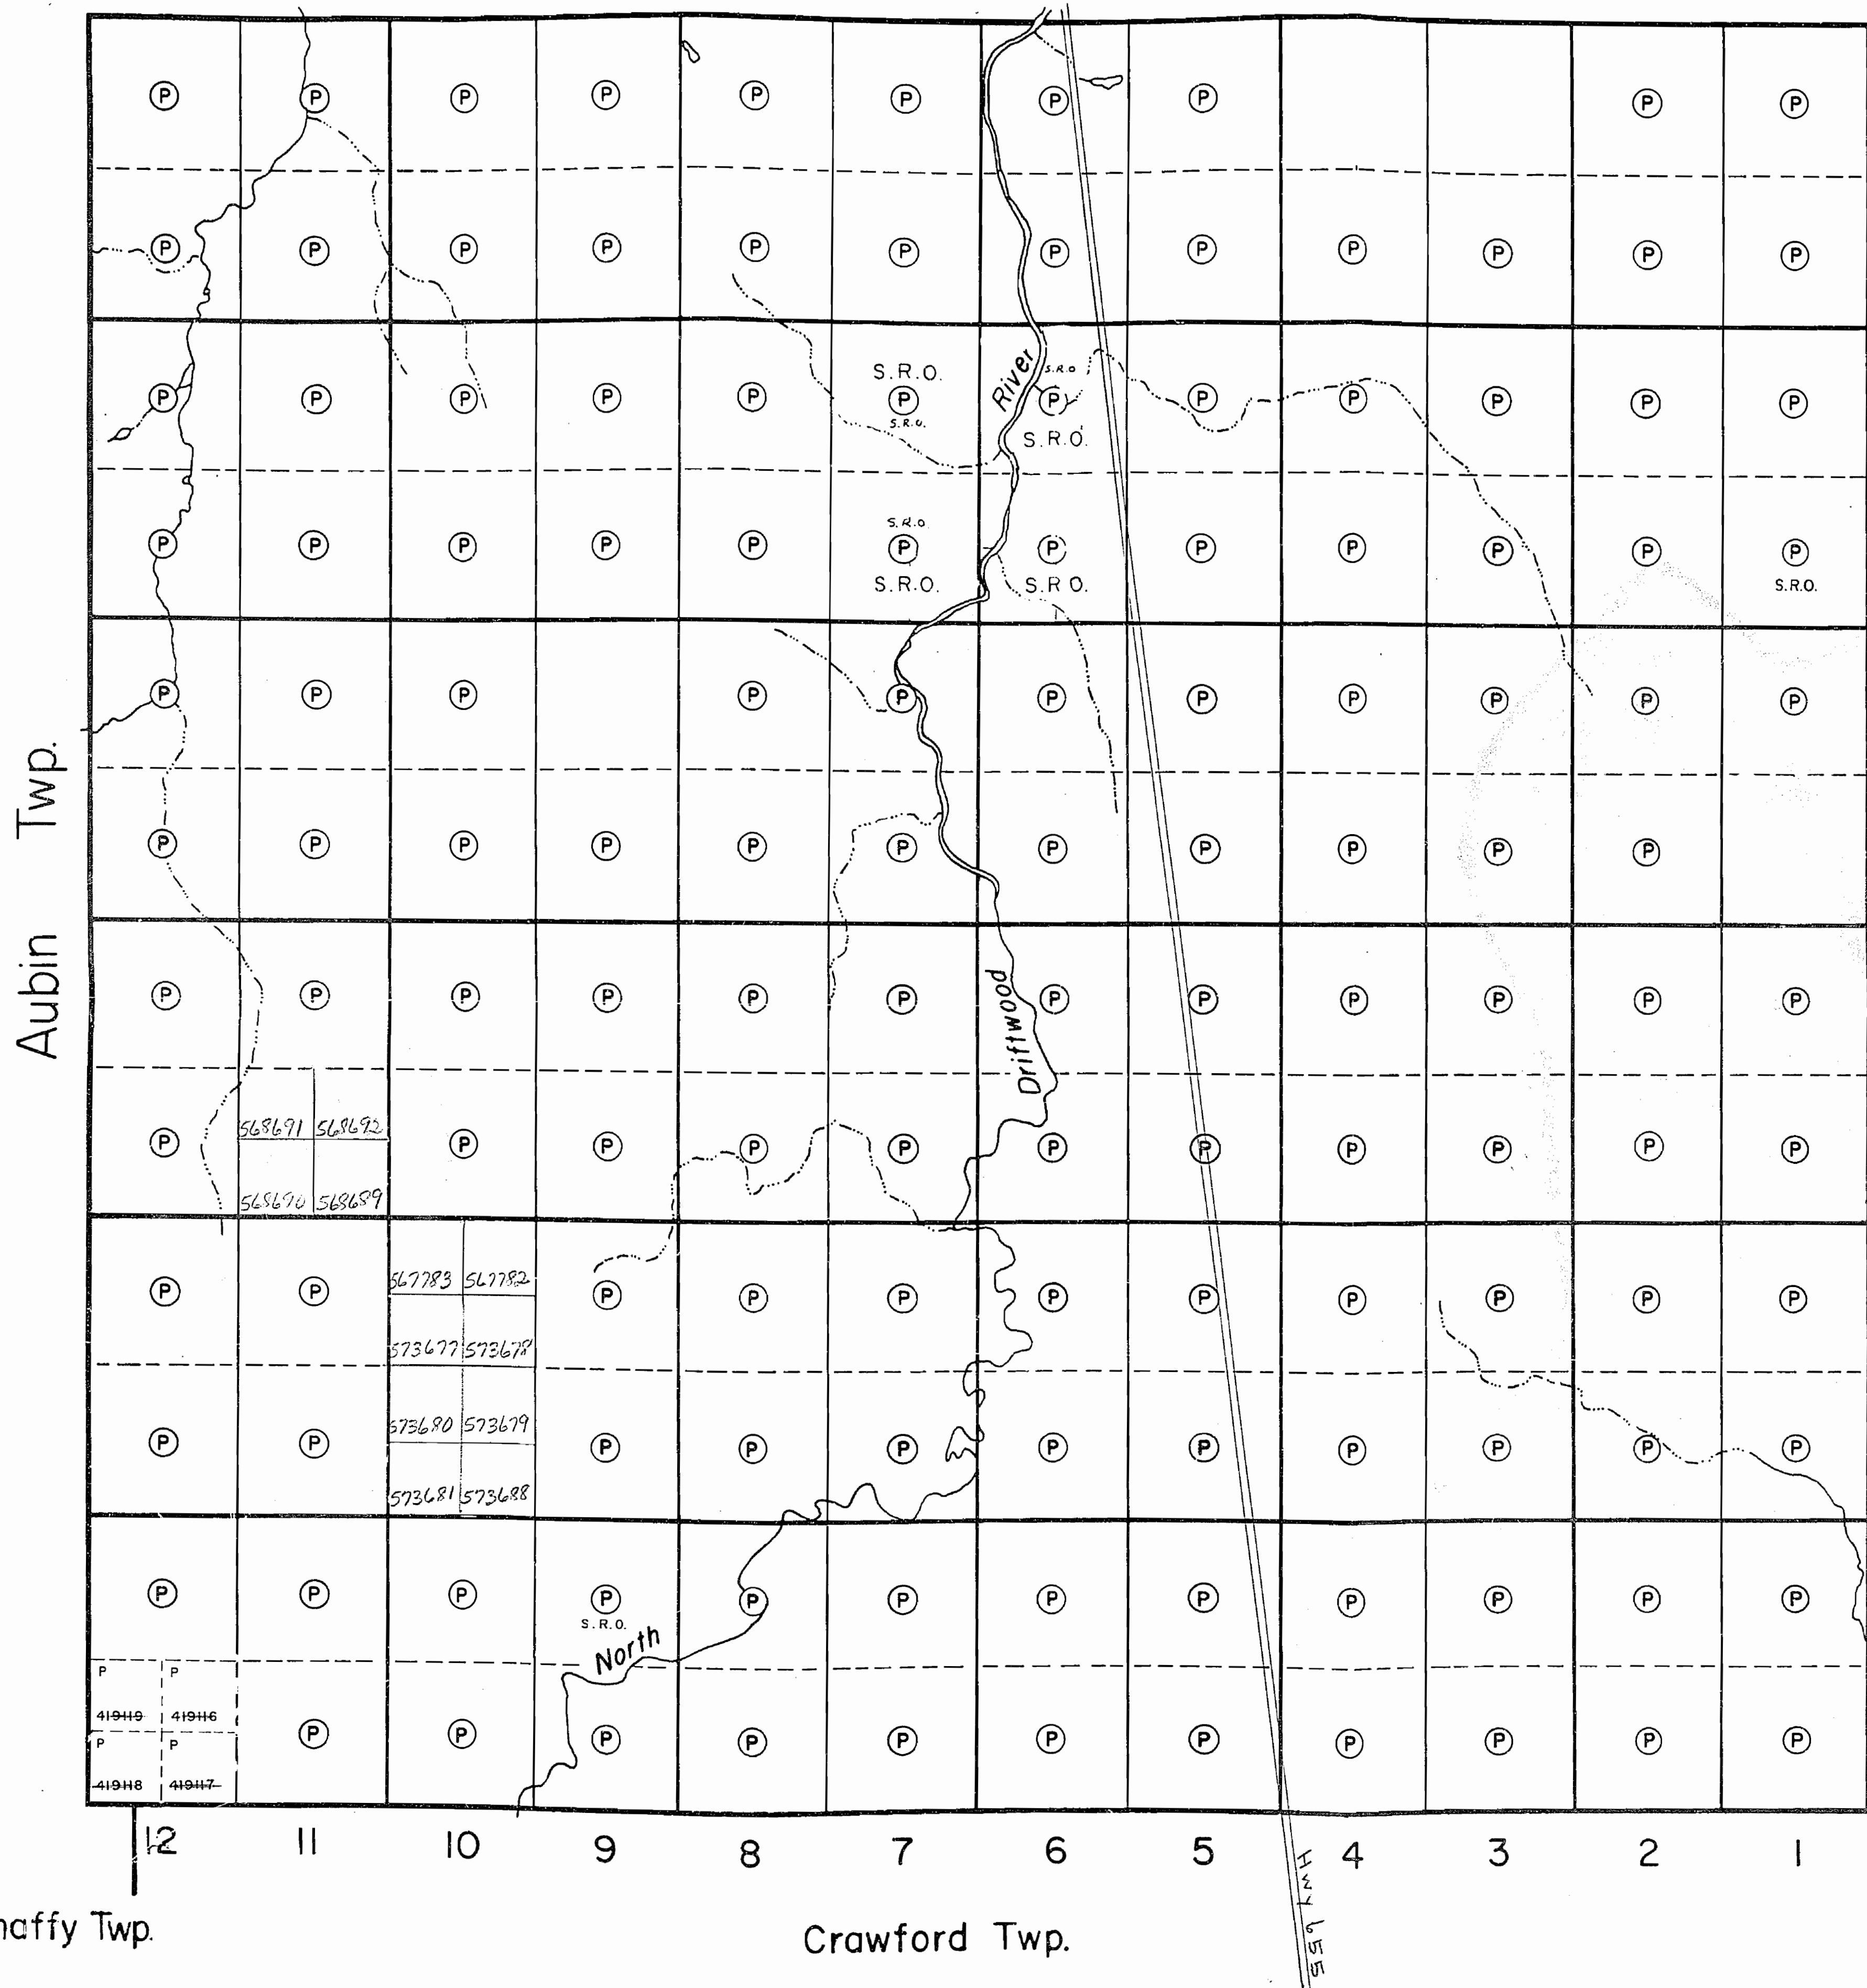 P P P P P P P P P P
P P P P P P P P P P P P
S.R.O. River S.R.O
P P P P P P P P P P P P
S.R.O. S.R.O.
S.R.O.
P P P P P P P P P P P P
S.R.O. S.R O. S.R.O.
P P P P P P P P P P P
P P P P P P P P P P P
Aubin Twp.
P P P P P P P P P P P P
Driftwood
568691 568692
P P P P P P P P P P P
568690 568689
567783 567782
P P P P P P P P P P P
573677 573678
573680 573679
P P P P P P P P P P P
573681 573688
P P P P P P P P P P P P
S.R.O.
North
P P
419119 419116
P P P P P P P P P P P
P P
419118 419117
12 11 10 9 8 7 6 5 4 3 2 1
HWY 655
haffy Twp.
Crawford Twp.